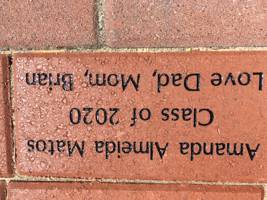 Amanda Almeida Matos
Class of 2020
Love Dad, Mom, Brian